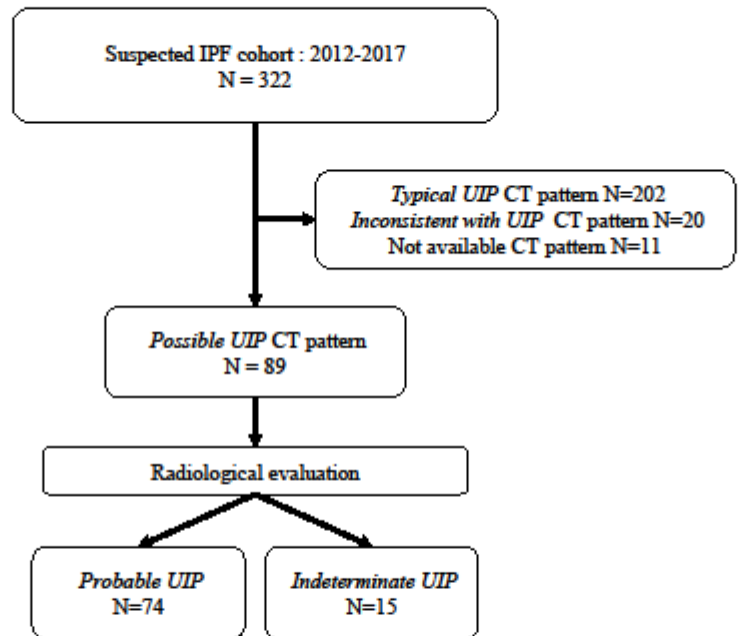 Suspected IPF cohort : 2012-2017
N = 322
Typical UIP CT pattern N=202
Inconsistent with UIP CT pattern N=20
Not available CT pattern N=11
Possible UIP CT pattern
N = 89
Radiological evaluation
Probable UIP
N=74
Indeterminate UIP
N=15